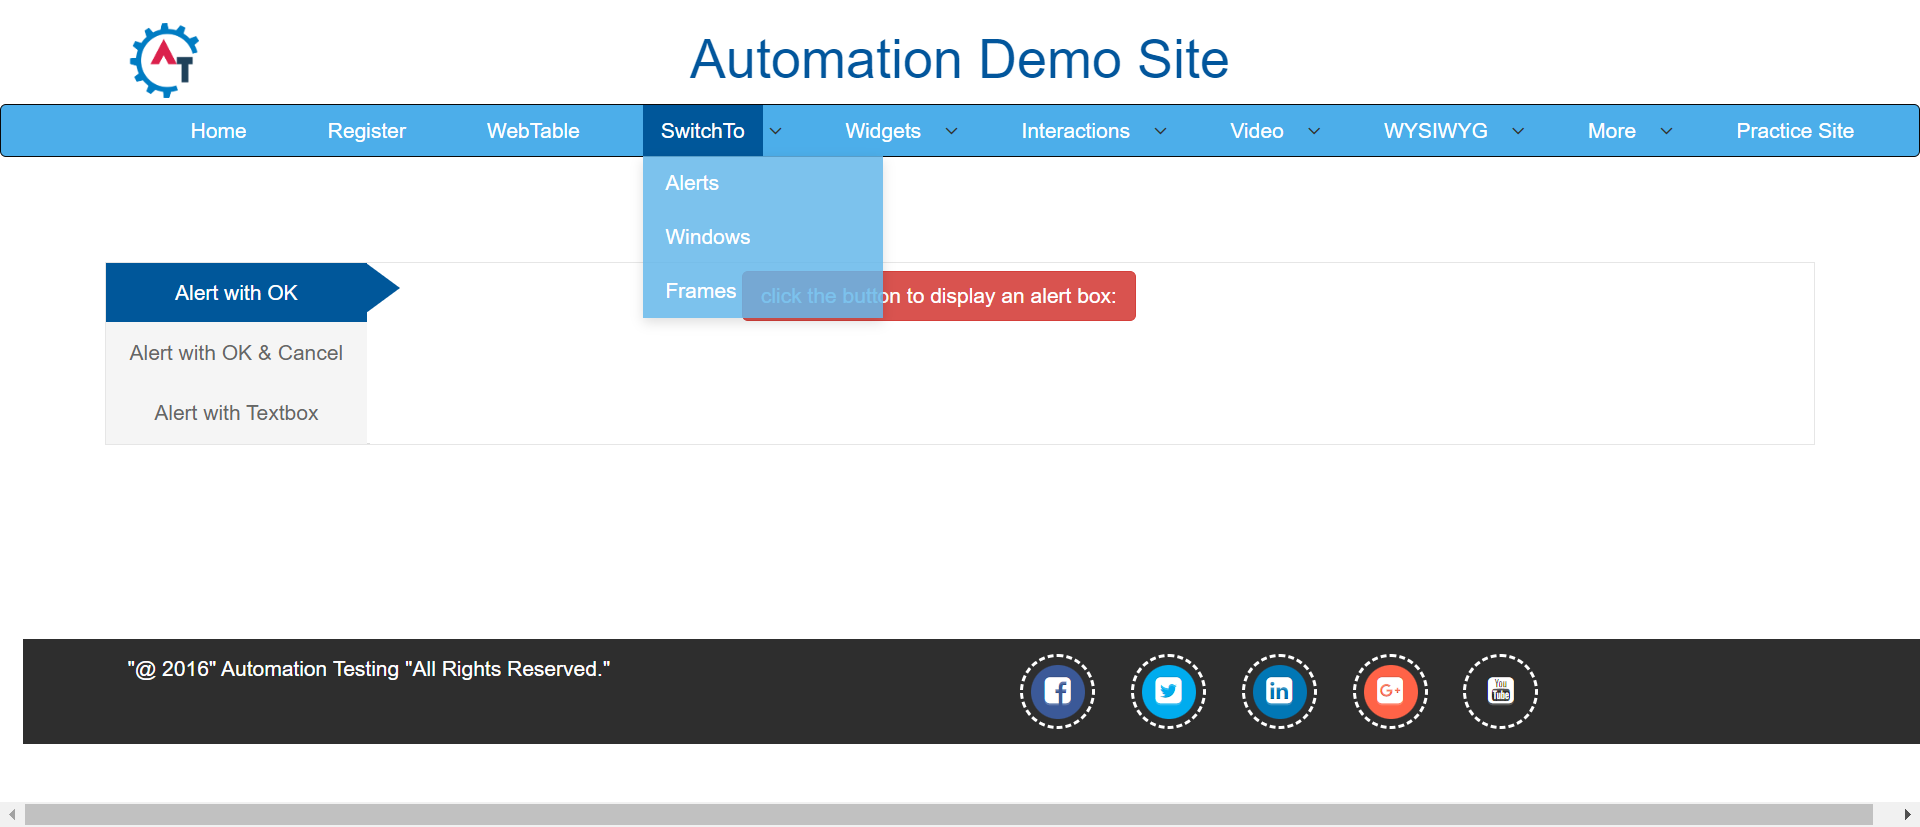 AT
Automation Demo Site
Home Register WebTable SwitchTo Widgets Interactions Video WYSIWYG More Practice Site
Alerts
Windows
Frames
Alert with OK
click the button to display an alert box:
Alert with OK & Cancel
Alert with Textbox
"@ 2016" Automation Testing "All Rights Reserved."
f
in
G+
You
Tube